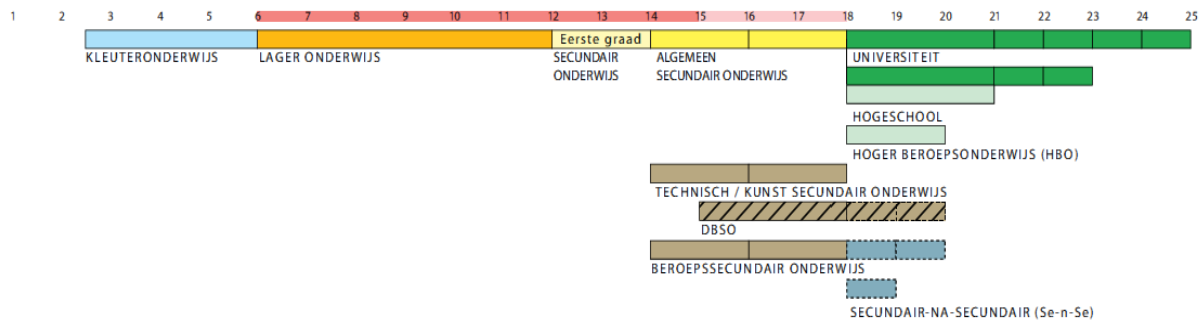 1 2 3 4 5 6 7 8 9 10 11 12 13 14 15 16 17 18 19 20 21 22 23 24 25
Eerste graad
KLEUTERONDERWIJS LAGER ONDERWIJS SECUNDAIR ALGEMEEN UNIVERSITEIT
ONDERWIJS SECUNDAIR ONDERWIJS
HOGESCHOOL
HOGER BEROEPSONDERWIJS (HBO)
TECHNISCH / KUNST SECUNDAIR ONDERWIJS
DBSO
BEROEPSSECUNDAIR ONDERWIJS
SECUNDAIR-NA-SECUNDAIR (Se-n-Se)